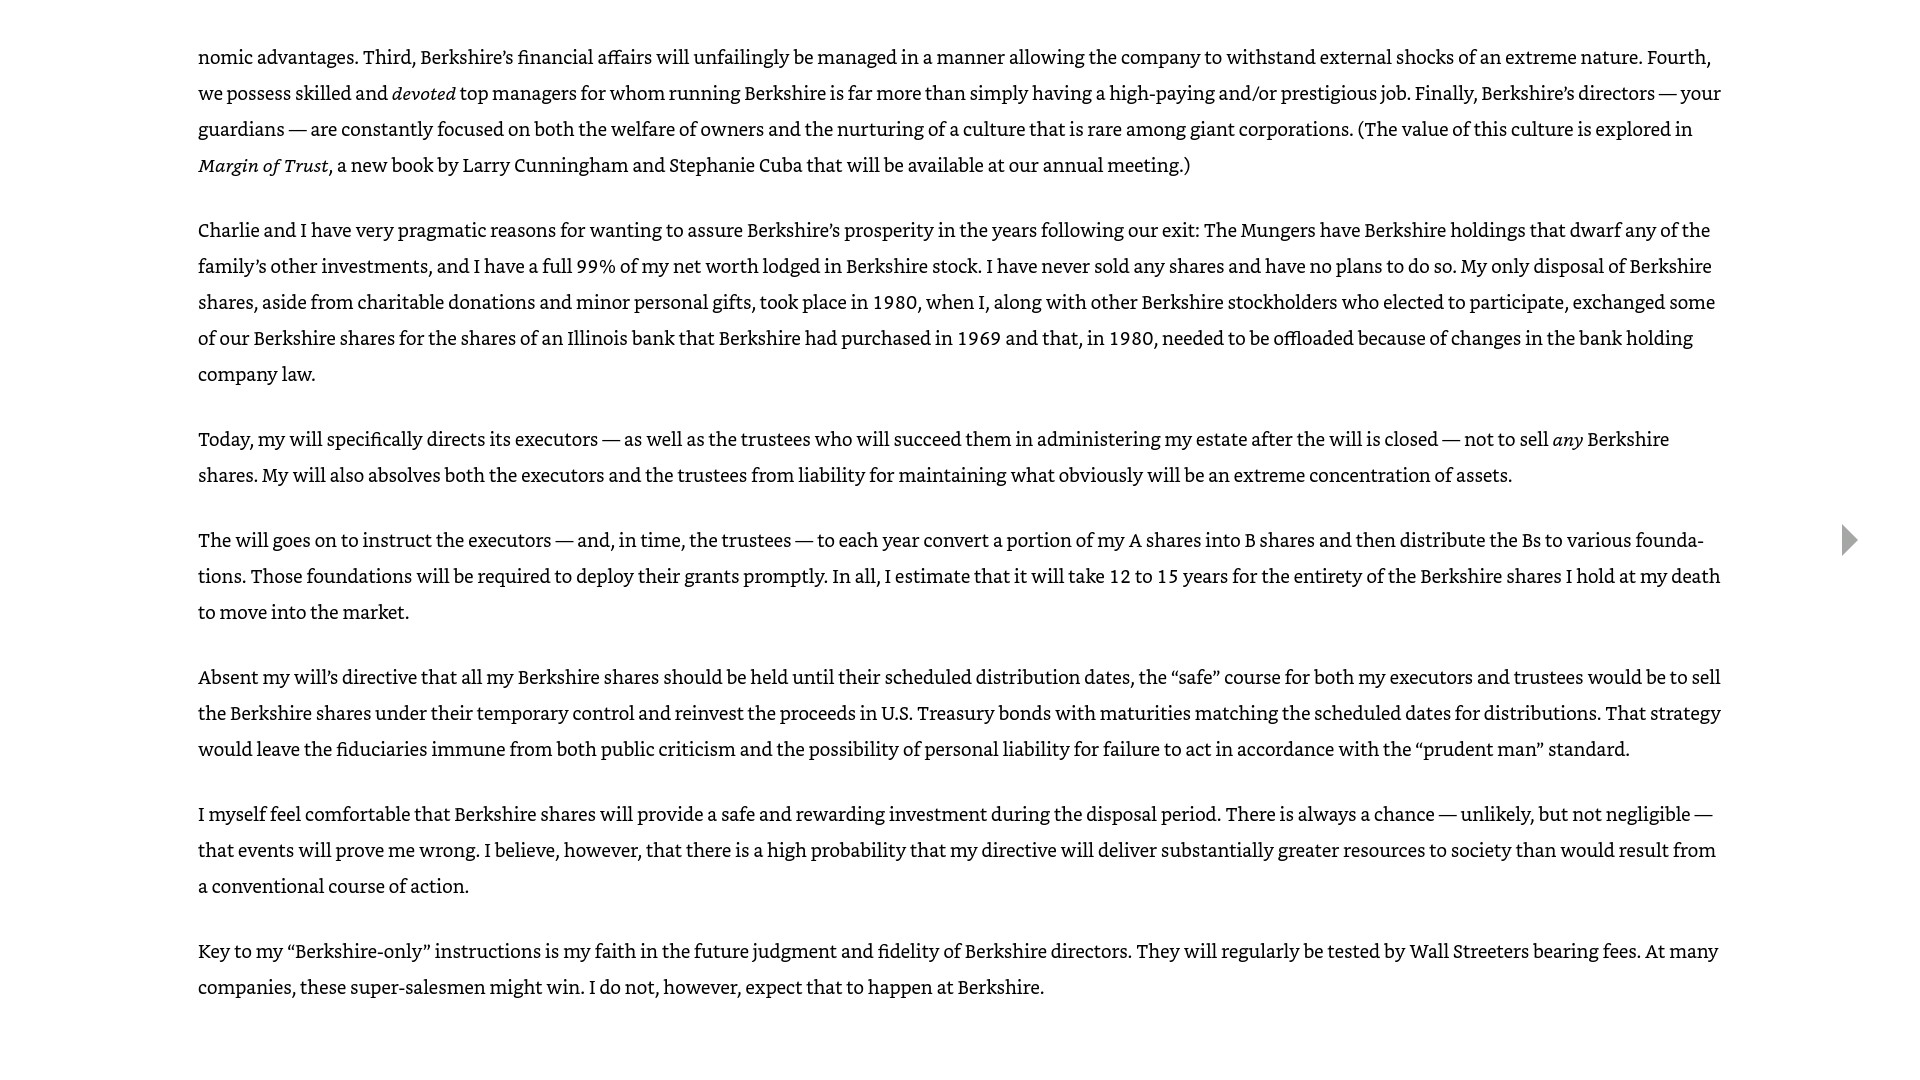 nomic advantages. Third, Berkshire’s financial affairs will unfailingly be managed in a manner allowing the company to withstand external shocks of an extreme nature. Fourth,
we possess skilled and devoted top managers for whom running Berkshire is far more than simply having a high-paying and/or prestigious job. Finally, Berkshire’s directors — your
guardians — are constantly focused on both the welfare of owners and the nurturing of a culture that is rare among giant corporations. (The value of this culture is explored in
Margin of Trust, a new book by Larry Cunningham and Stephanie Cuba that will be available at our annual meeting.)
Charlie and I have very pragmatic reasons for wanting to assure Berkshire’s prosperity in the years following our exit: The Mungers have Berkshire holdings that dwarf any of the
family’s other investments, and I have a full 99% of my net worth lodged in Berkshire stock. I have never sold any shares and have no plans to do so. My only disposal of Berkshire
shares, aside from charitable donations and minor personal gifts, took place in 1980, when I, along with other Berkshire stockholders who elected to participate, exchanged some
of our Berkshire shares for the shares of an Illinois bank that Berkshire had purchased in 1969 and that, in 1980, needed to be offloaded because of changes in the bank holding
company law.
Today, my will specifically directs its executors — as well as the trustees who will succeed them in administering my estate after the will is closed — not to sell any Berkshire
shares. My will also absolves both the executors and the trustees from liability for maintaining what obviously will be an extreme concentration of assets.
The will goes on to instruct the executors — and, in time, the trustees — to each year convert a portion of my A shares into B shares and then distribute the Bs to various founda-
tions. Those foundations will be required to deploy their grants promptly. In all, I estimate that it will take 12 to 15 years for the entirety of the Berkshire shares I hold at my death
to move into the market.
Absent my will’s directive that all my Berkshire shares should be held until their scheduled distribution dates, the “safe” course for both my executors and trustees would be to sell
the Berkshire shares under their temporary control and reinvest the proceeds in U.S. Treasury bonds with maturities matching the scheduled dates for distributions. That strategy
would leave the fiduciaries immune from both public criticism and the possibility of personal liability for failure to act in accordance with the “prudent man” standard.
I myself feel comfortable that Berkshire shares will provide a safe and rewarding investment during the disposal period. There is always a chance — unlikely, but not negligible —
that events will prove me wrong. I believe, however, that there is a high probability that my directive will deliver substantially greater resources to society than would result from
a conventional course of action.
Key to my “Berkshire-only” instructions is my faith in the future judgment and fidelity of Berkshire directors. They will regularly be tested by Wall Streeters bearing fees. At many
companies, these super-salesmen might win. I do not, however, expect that to happen at Berkshire.